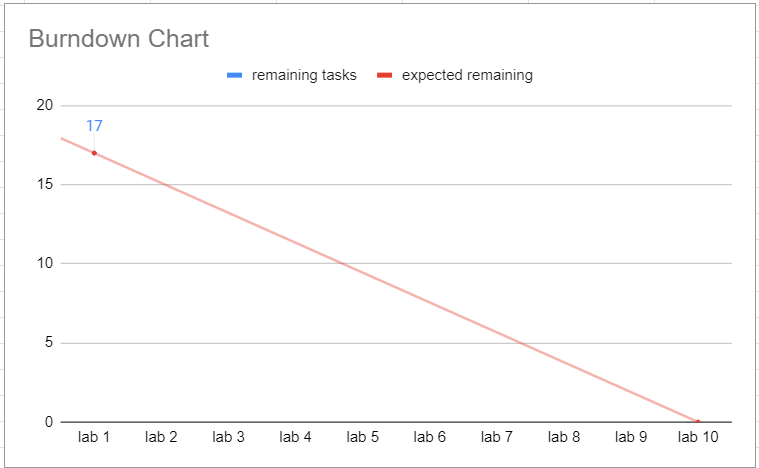 Burndown Chart
remaining tasks expected remaining
20
17
15
10
5
0
lab 1 lab 2 lab 3 lab 4 lab 5 lab 6 lab 7 lab 8 lab 9 lab 10